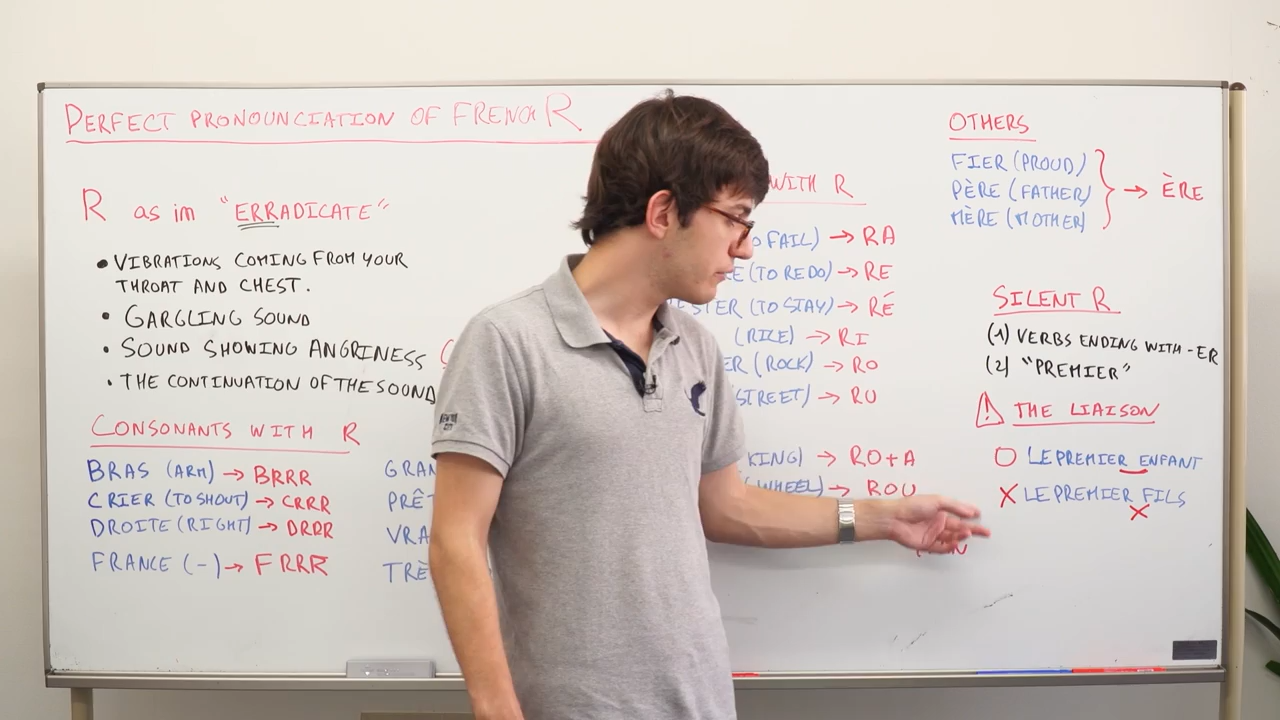 PERFECT PRONOUNCIATION OF FRENCH R
R as in "ERRADICATE"
• VIBRATIONS COMING FROM YOUR
THROAT AND CHEST.
• GARGLING SOUND
• SOUND SHOWING ANGRINESS
• THE CONTINUATION OF THE SOUND
CONSONANTS WITH R
BRAS (ARM) → BRRR
CRIER (TO SHOUT) → CRRR
DROITE (RIGHT) → DRRR
FRANCE (-) → FRRR
GRAN
PRÊ
VRA
TRÈ
WITH R
FAIL) → RA
(TO REDO) → RE
(TO STAY) → RÉ
(RICE) → RI
(ROCK) → RO
STREET) → RU
KING) → RO+A
WHEEL) → ROU
OTHERS
FIER (PROUD)
PÈRE (FATHER) → ÈRE
MÈRE (MOTHER)
SILENT R
(1) VERBS ENDING WITH -ER
(2) "PREMIER"
⚠ THE LIAISON
O LE PREMIER ENFANT
X LE PREMIER FILS
X